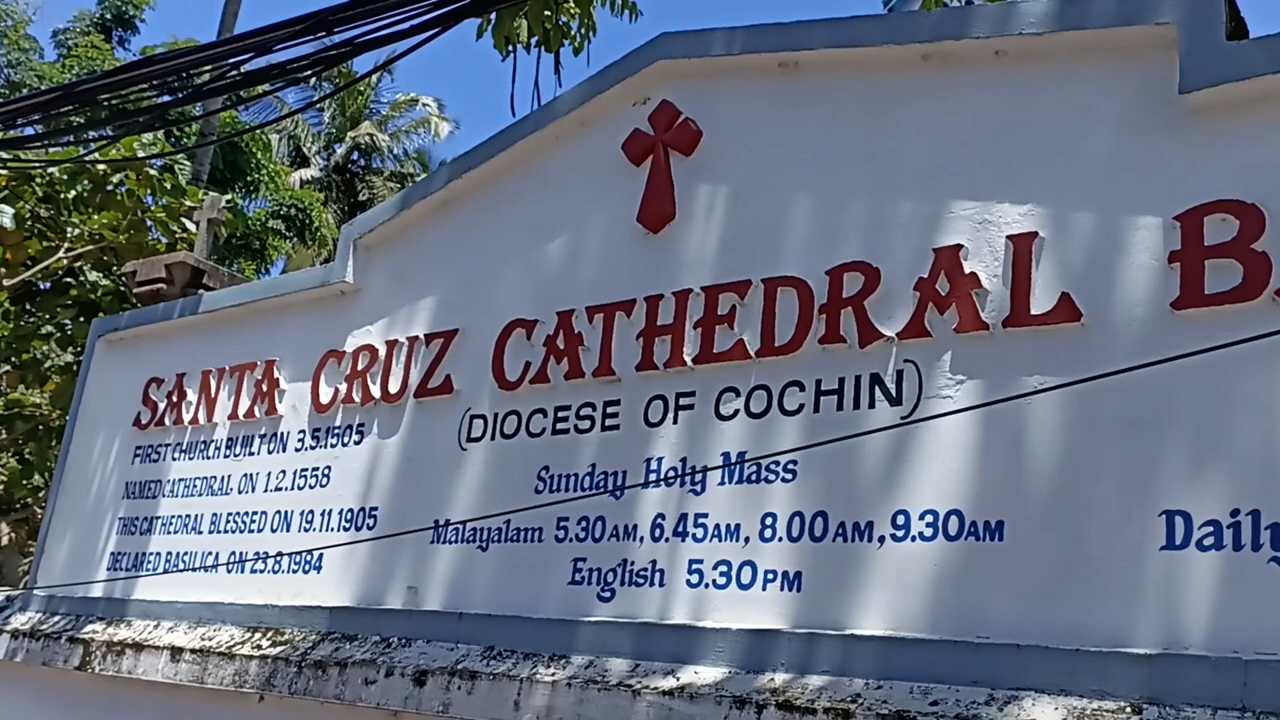 SANTA CRUZ CATHEDRAL B
(DIOCESE OF COCHIN)
FIRST CHURCH BUILT ON 3.5.1505
NAMED CATHEDRAL ON 1.2.1558
THIS CATHEDRAL BLESSED ON 19.11.1905
DECLARED BASILICA ON 23.8.1984
Sunday Holy Mass
Malayalam 5.30AM, 6.45AM, 8.00AM, 9.30AM
English 5.30PM
Daily